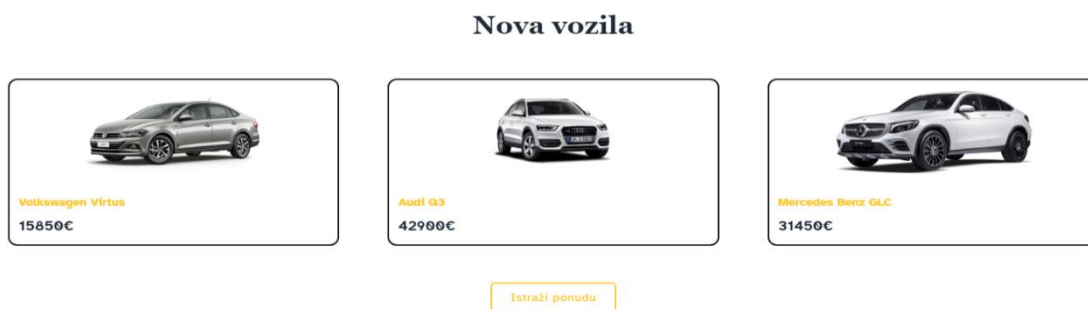 Nova vozila
Volkswagen Virtus
15850€
Audi Q3
42900€
Mercedes Benz GLC
31450€
Istraži ponudu